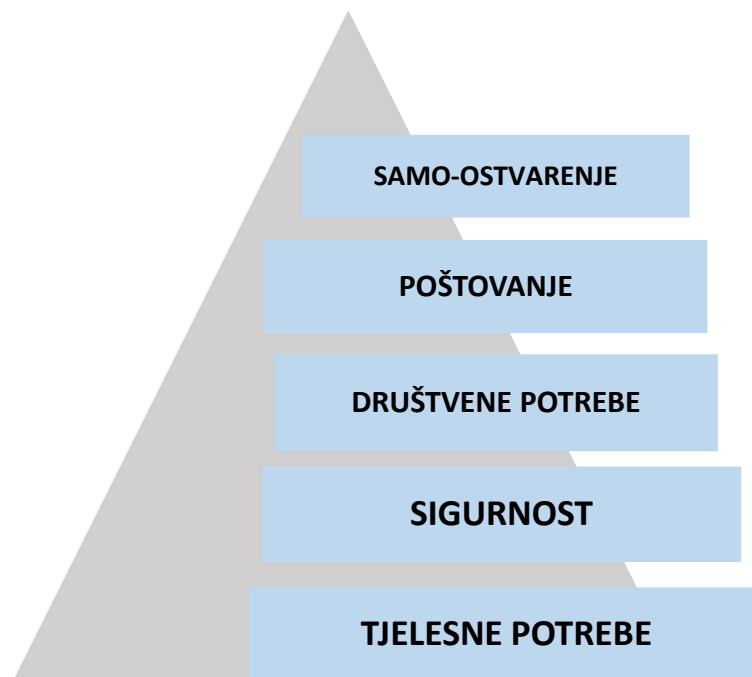 SAMO-OSTVARENJE
POŠTOVANJE
DRUŠTVENE POTREBE
SIGURNOST
TJELESNE POTREBE